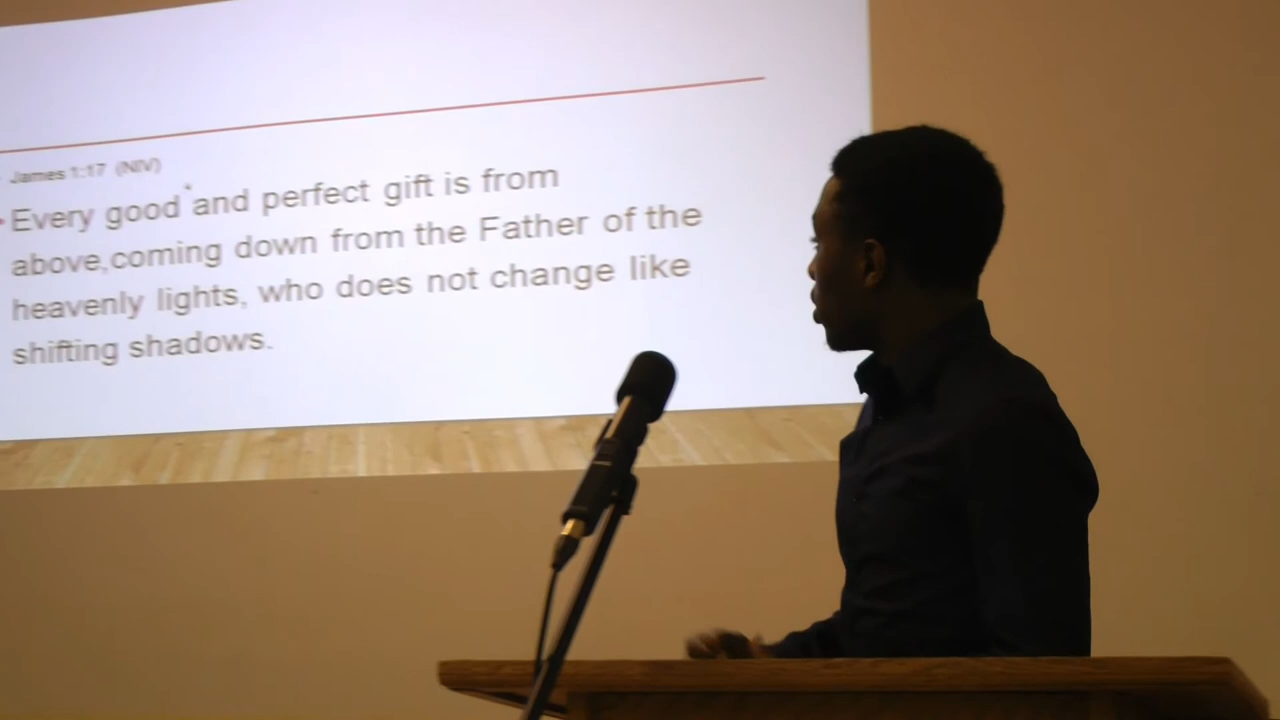 James 1:17 (NIV)
Every good and perfect gift is from
above,coming down from the Father of the
heavenly lights, who does not change like
shifting shadows.